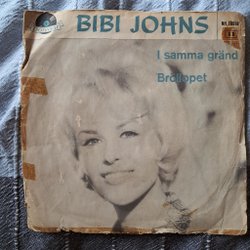 BIBI JOHNS
I samma gränd
Bröllopet